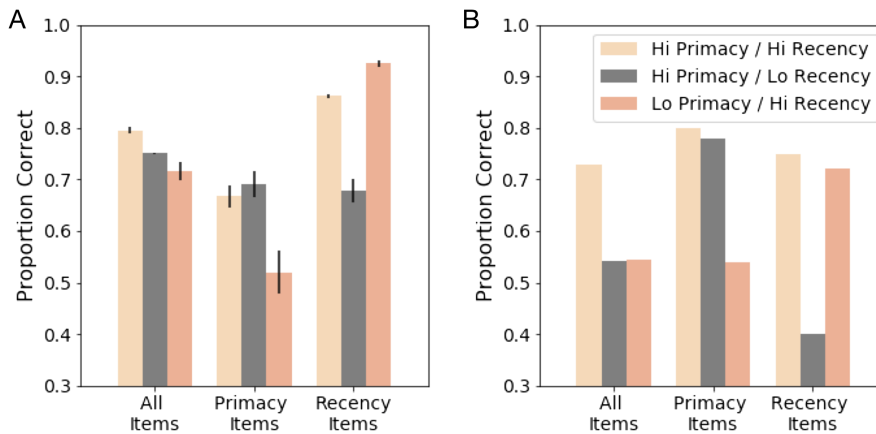 A
Proportion Correct
1.0
0.9
0.8
0.7
0.6
0.5
0.4
0.3
All
Items
Primacy
Items
Recency
Items
B
Proportion Correct
1.0
0.9
0.8
0.7
0.6
0.5
0.4
0.3
Hi Primacy / Hi Recency
Hi Primacy / Lo Recency
Lo Primacy / Hi Recency
All
Items
Primacy
Items
Recency
Items